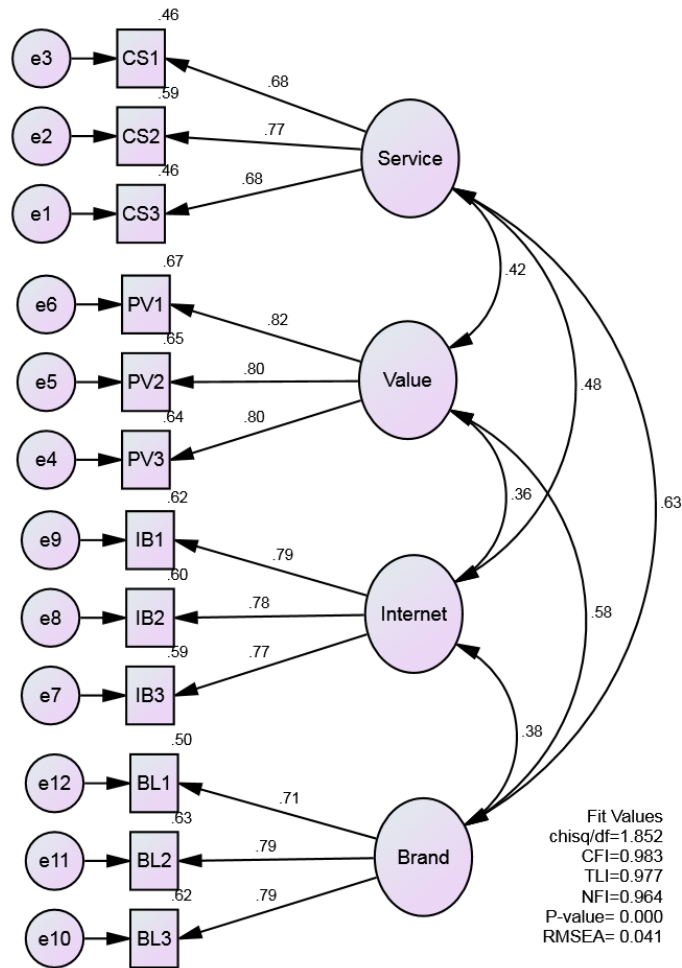 .46
e3 CS1
.68
.59
e2 CS2
.77
Service
.46
e1 CS3
.68
.67
e6 PV1
.82
.42
.65
e5 PV2
.80
Value
.48
.64
e4 PV3
.80
.62
.36
.63
e9 IB1
.79
.60
e8 IB2
.78
Internet
.58
.59
e7 IB3
.77
.50
.38
e12 BL1
.71
.63
e11 BL2
.79
Brand
.62
e10 BL3
.79
Fit Values
chisq/df=1.852
CFI=0.983
TLI=0.977
NFI=0.964
P-value= 0.000
RMSEA= 0.041